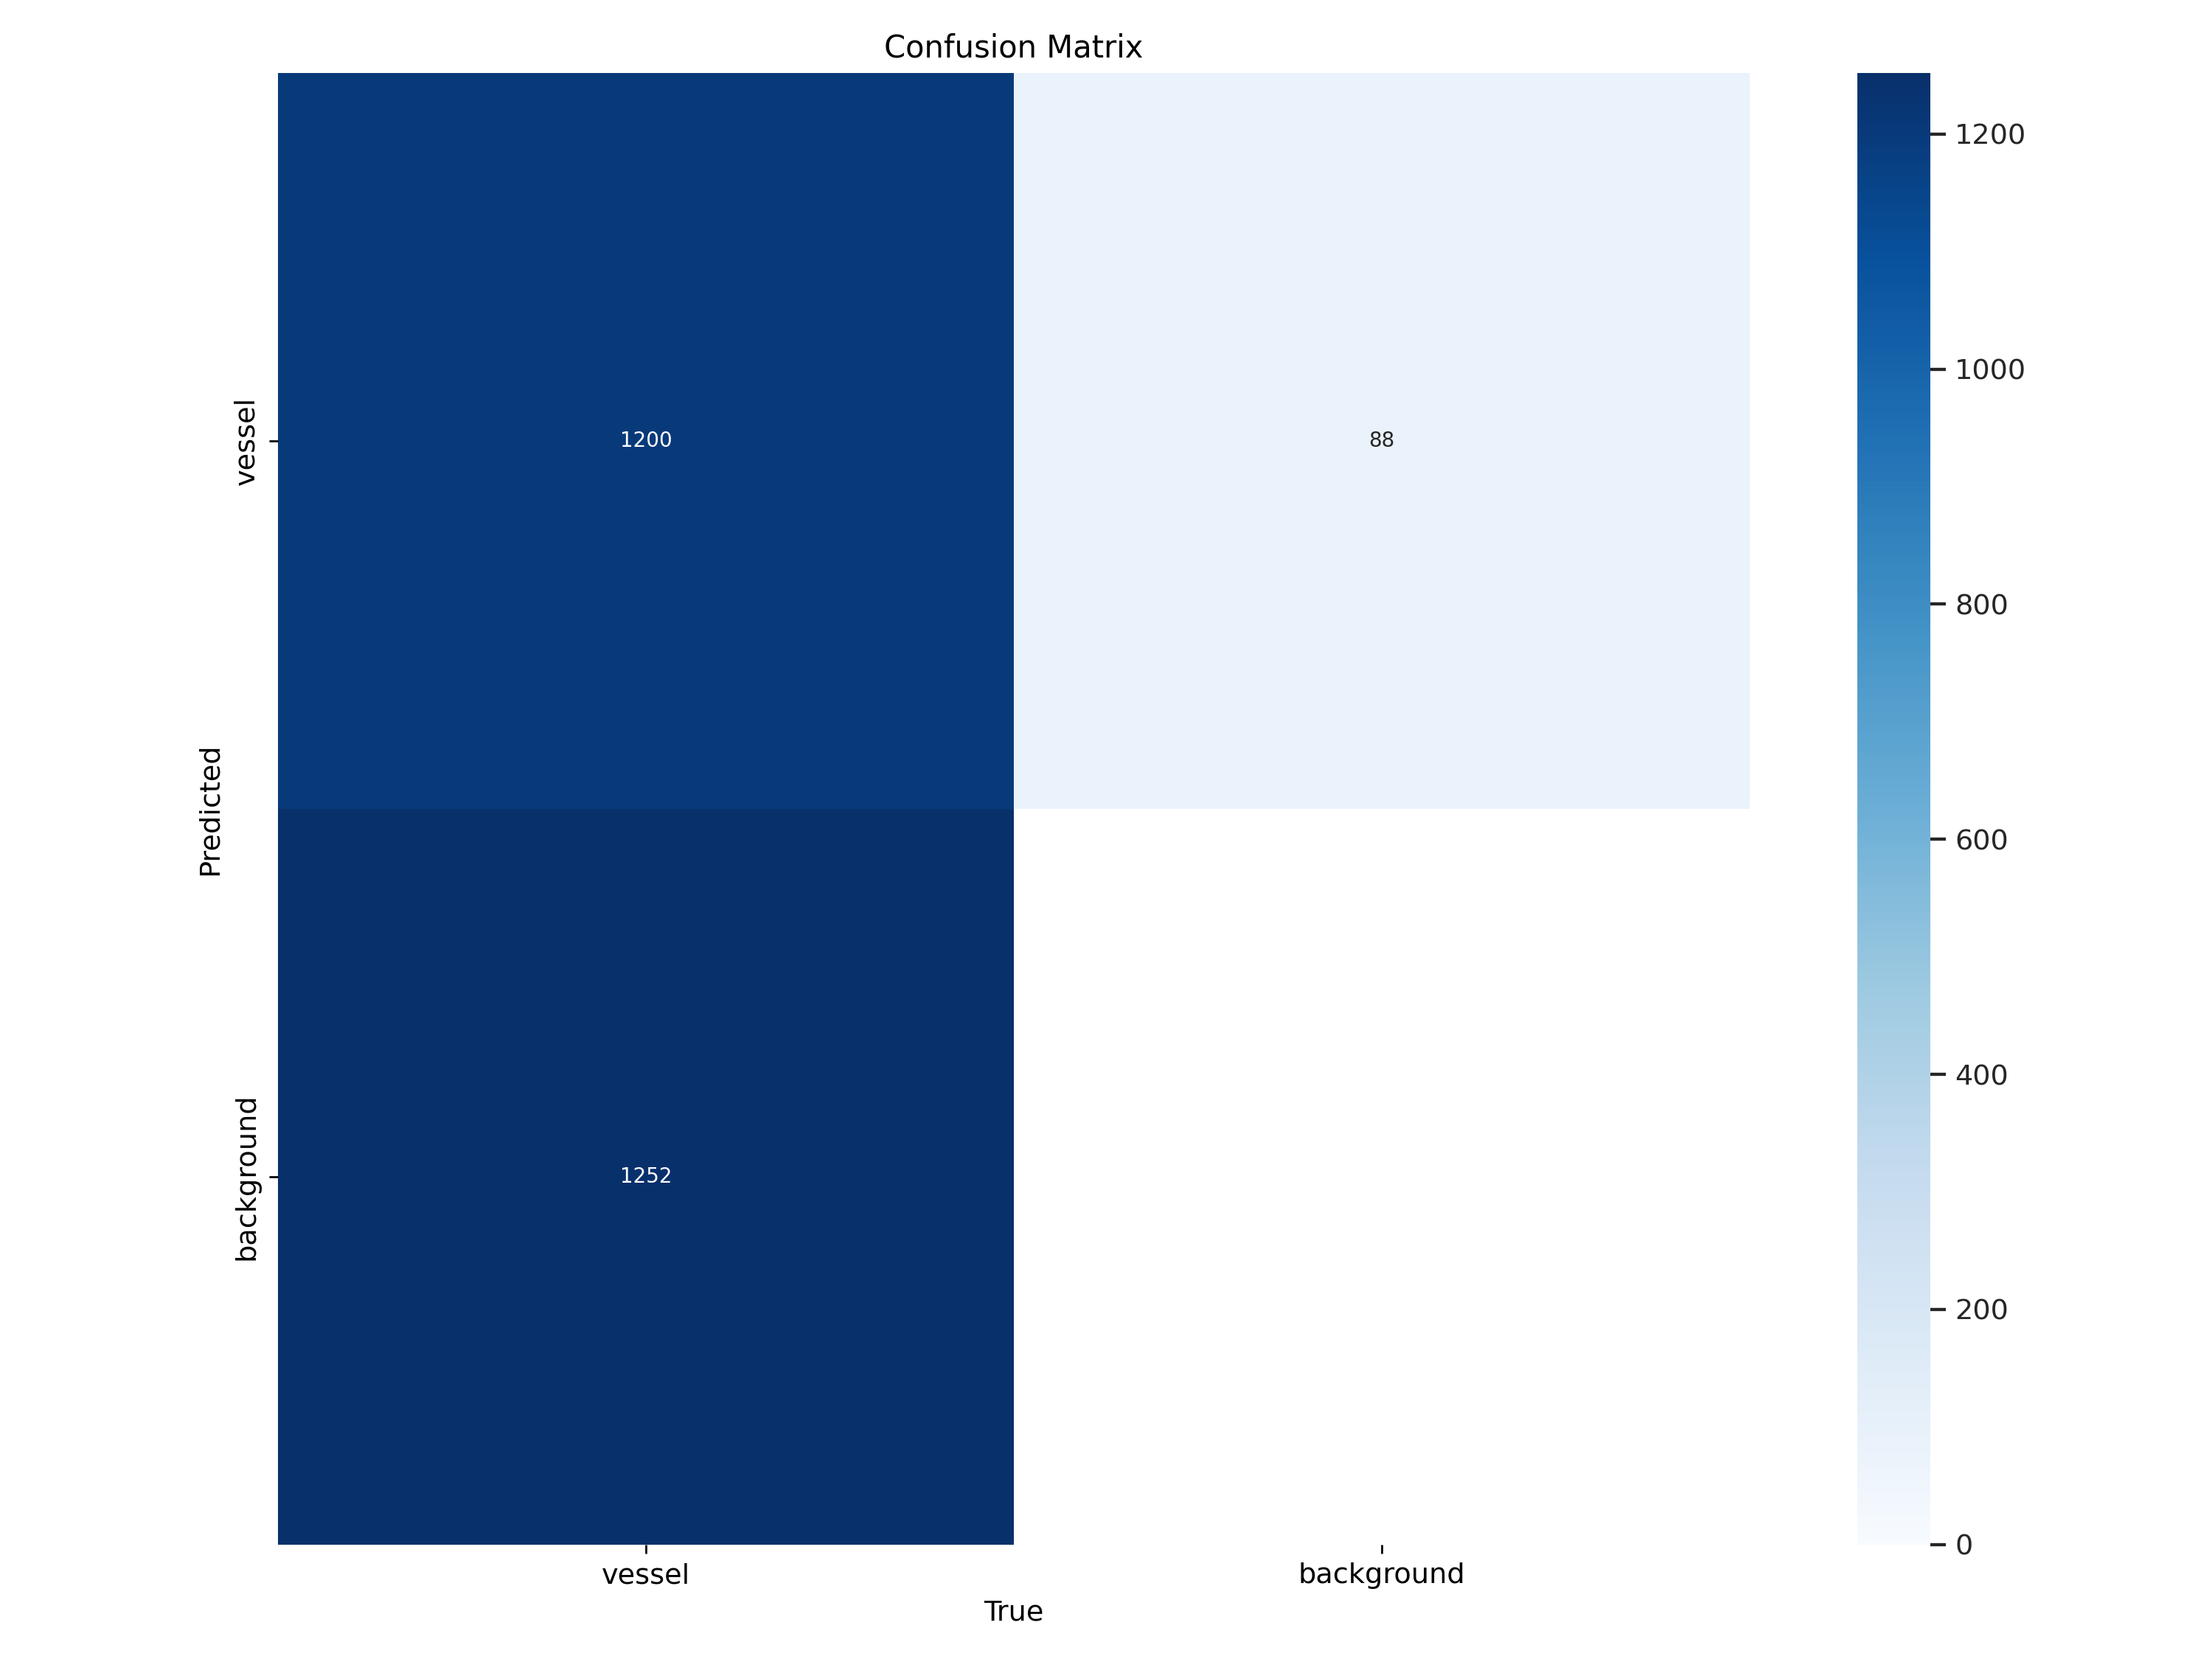 Confusion Matrix
vessel
1200
88
Predicted
background
1252
vessel
background
True
1200
1000
800
600
400
200
0